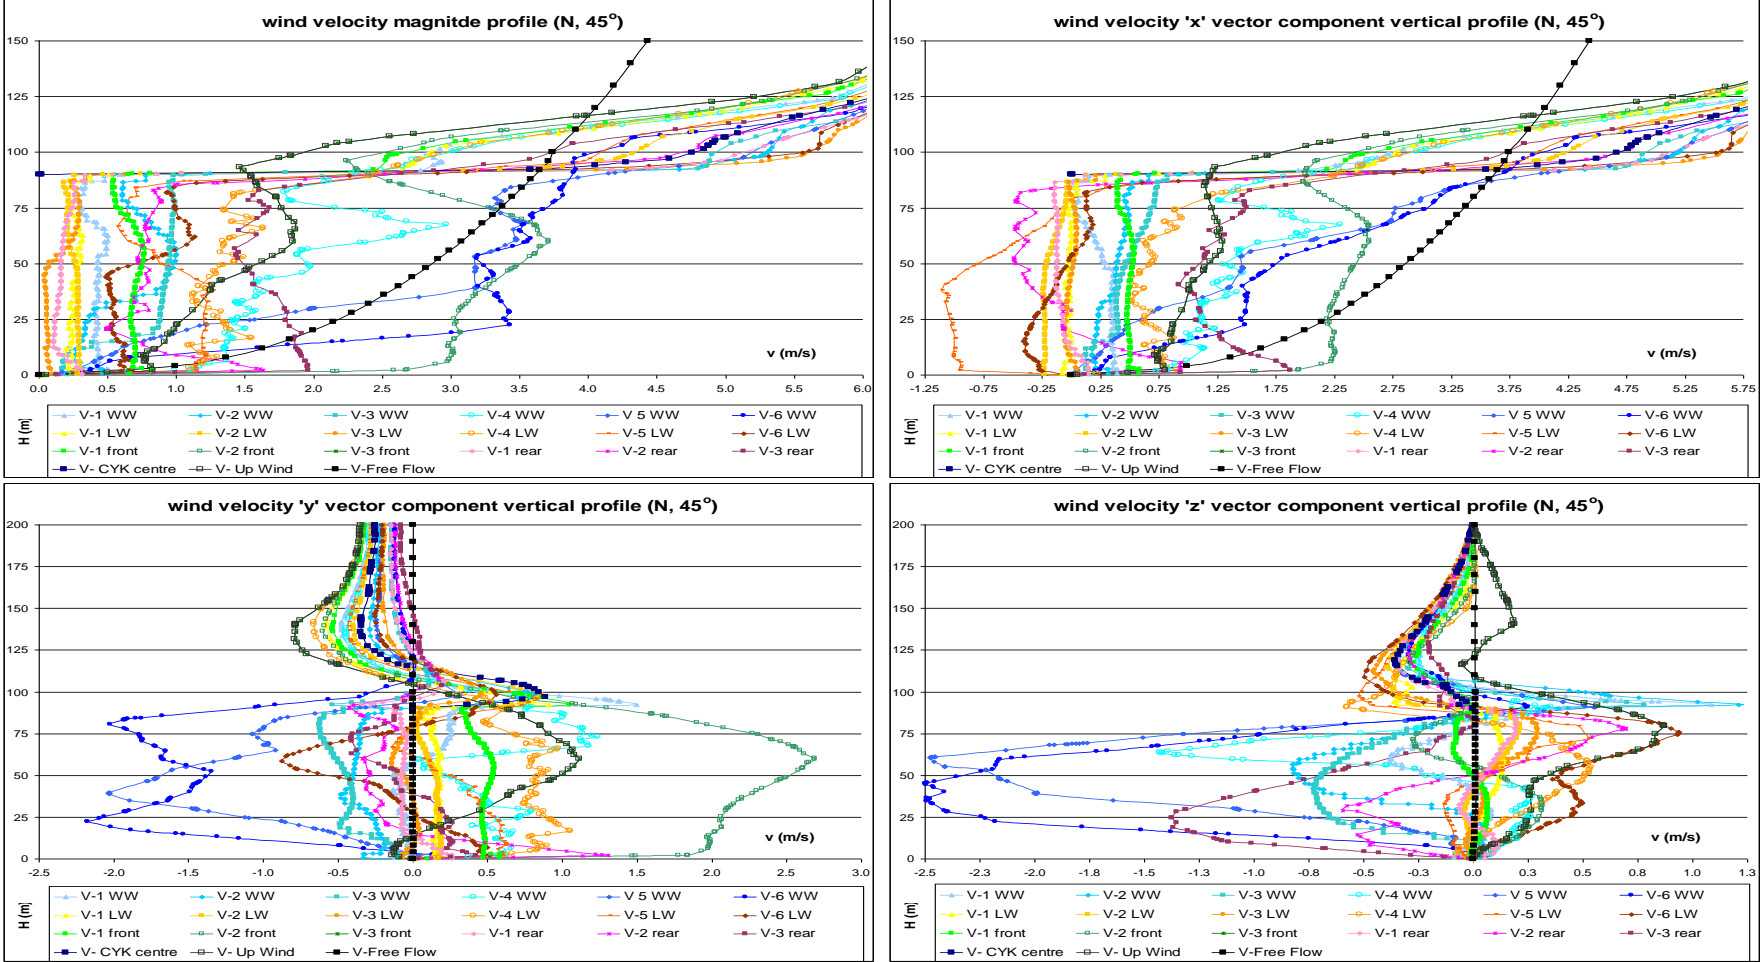 wind velocity magnitde profile (N, 45°)
150
125
100
75
50
25
0
v (m/s)
0.0 0.5 1.0 1.5 2.0 2.5 3.0 3.5 4.0 4.5 5.0 5.5 6.0
H (m)
V-1 WW V-2 WW V-3 WW V-4 WW V 5 WW V-6 WW
V-1 LW V-2 LW V-3 LW V-4 LW V-5 LW V-6 LW
V-1 front V-2 front V-3 front V-1 rear V-2 rear V-3 rear
V- CYK centre V- Up Wind V-Free Flow
wind velocity 'x' vector component vertical profile (N, 45°)
150
125
100
75
50
25
0
v (m/s)
-1.25 -0.75 -0.25 0.25 0.75 1.25 1.75 2.25 2.75 3.25 3.75 4.25 4.75 5.25 5.75
H (m)
V-1 WW V-2 WW V-3 WW V-4 WW V 5 WW V-6 WW
V-1 LW V-2 LW V-3 LW V-4 LW V-5 LW V-6 LW
V-1 front V-2 front V-3 front V-1 rear V-2 rear V-3 rear
V- CYK centre V- Up Wind V-Free Flow
wind velocity 'y' vector component vertical profile (N, 45°)
200
175
150
125
100
75
50
25
0
v (m/s)
-2.5 -2.0 -1.5 -1.0 -0.5 0.0 0.5 1.0 1.5 2.0 2.5 3.0
H (m)
V-1 WW V-2 WW V-3 WW V-4 WW V 5 WW V-6 WW
V-1 LW V-2 LW V-3 LW V-4 LW V-5 LW V-6 LW
V-1 front V-2 front V-3 front V-1 rear V-2 rear V-3 rear
V- CYK centre V- Up Wind V-Free Flow
wind velocity 'z' vector component vertical profile (N, 45°)
200
175
150
125
100
75
50
25
0
v (m/s)
-2.5 -2.3 -2.0 -1.8 -1.5 -1.3 -1.0 -0.8 -0.5 -0.3 0.0 0.3 0.5 0.8 1.0 1.3
H (m)
V-1 WW V-2 WW V-3 WW V-4 WW V 5 WW V-6 WW
V-1 LW V-2 LW V-3 LW V-4 LW V-5 LW V-6 LW
V-1 front V-2 front V-3 front V-1 rear V-2 rear V-3 rear
V- CYK centre V- Up Wind V-Free Flow